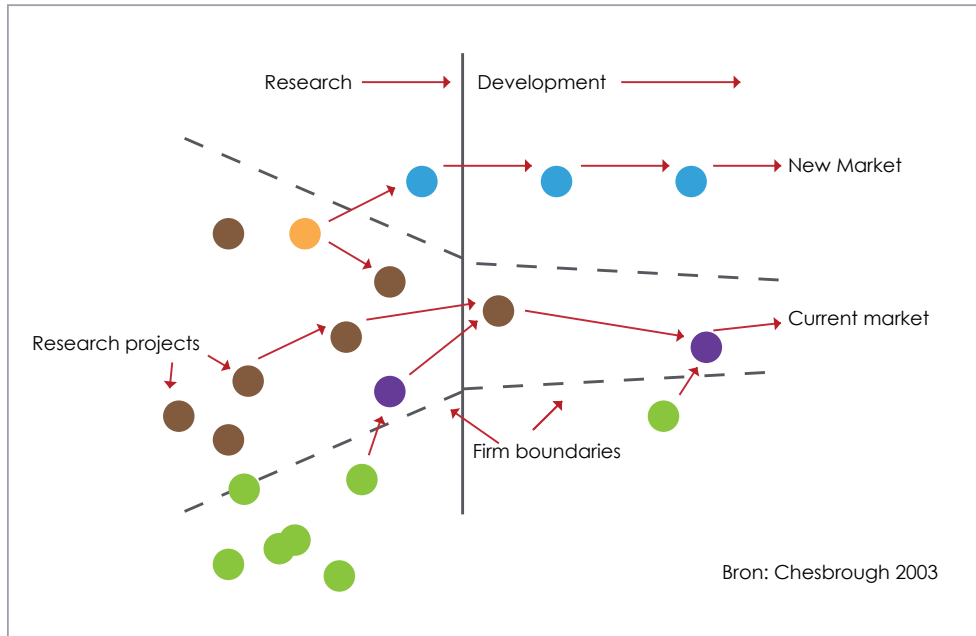 Research
Development
New Market
Current market
Research projects
Firm boundaries
Bron: Chesbrough 2003